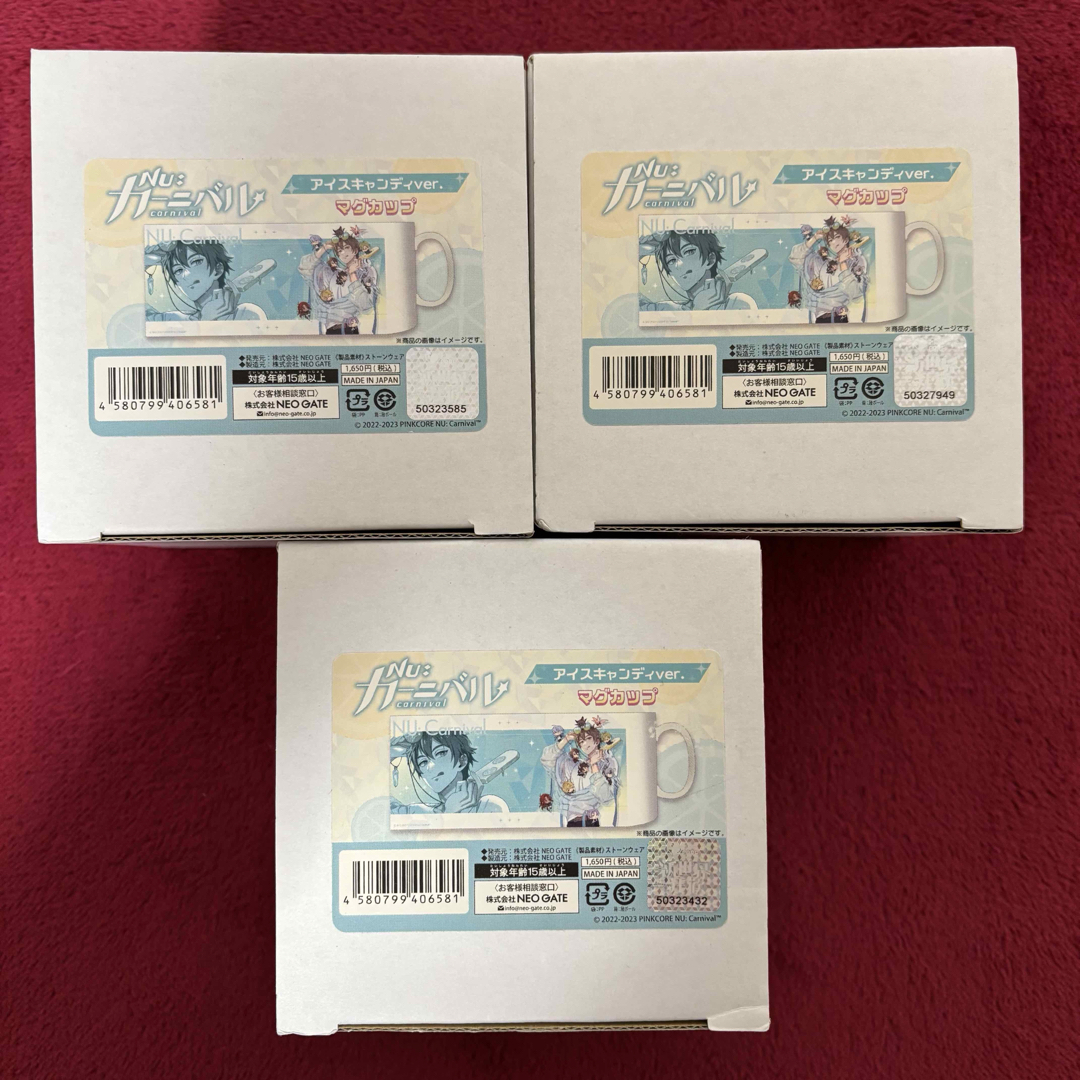 NU:
カーニバル
carnival
アイスキャンディver.
マグカップ
NU: Carnival
※商品の画像はイメージです。
◆発売元：株式会社 NEO GATE 《製品素材》ストーンウェア
◆製造元：株式会社 NEO GATE
4 580799 406581
対象年齢15歳以上
1,650円(税込)
MADE IN JAPAN
〈お客様相談窓口〉
株式会社 NEO GATE
info@neo-gate.co.jp
プラ
袋：PP
50323585
© 2022-2023 PINKCORE NU: Carnival™
NU:
カーニバル
carnival
アイスキャンディver.
マグカップ
NU: Carnival
※商品の画像はイメージです。
◆発売元：株式会社 NEO GATE 《製品素材》ストーンウェア
◆製造元：株式会社 NEO GATE
4 580799 406581
対象年齢15歳以上
1,650円(税込)
MADE IN JAPAN
〈お客様相談窓口〉
株式会社 NEO GATE
info@neo-gate.co.jp
プラ
袋：PP
50327949
© 2022-2023 PINKCORE NU: Carnival™
NU:
カーニバル
carnival
アイスキャンディver.
マグカップ
NU: Carnival
※商品の画像はイメージです。
◆発売元：株式会社 NEO GATE 《製品素材》ストーンウェア
◆製造元：株式会社 NEO GATE
4 580799 406581
対象年齢15歳以上
1,650円(税込)
MADE IN JAPAN
〈お客様相談窓口〉
株式会社 NEO GATE
info@neo-gate.co.jp
プラ
袋：PP
50323432
© 2022-2023 PINKCORE NU: Carnival™